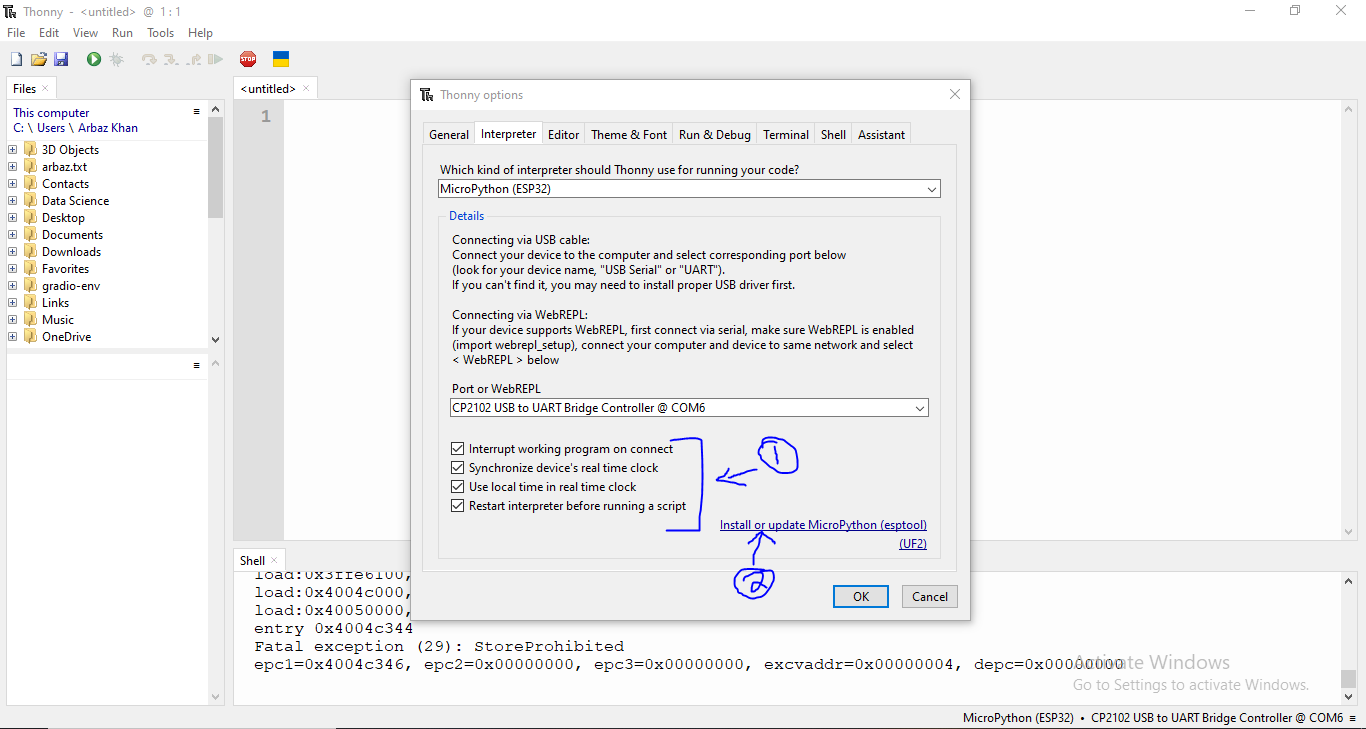 Thonny - <untitled> @ 1:1
File Edit View Run Tools Help
STOP
Files
<untitled>
This computer
C: \ Users \ Arbaz Khan
3D Objects
arbaz.txt
Contacts
Data Science
Desktop
Documents
Downloads
Favorites
gradio-env
Links
Music
OneDrive
1
Thonny options
General Interpreter Editor Theme & Font Run & Debug Terminal Shell Assistant
Which kind of interpreter should Thonny use for running your code?
MicroPython (ESP32)
Details
Connecting via USB cable:
Connect your device to the computer and select corresponding port below
(look for your device name, "USB Serial" or "UART").
If you can't find it, you may need to install proper USB driver first.
Connecting via WebREPL:
If your device supports WebREPL, first connect via serial, make sure WebREPL is enabled
(import webrepl_setup), connect your computer and device to same network and select
< WebREPL > below
Port or WebREPL
CP2102 USB to UART Bridge Controller @ COM6
Interrupt working program on connect
Synchronize device's real time clock
Use local time in real time clock
Restart interpreter before running a script
1
Install or update MicroPython (esptool)
(UF2)
2
OK Cancel
Shell
load:0x3ffe6100,
load:0x4004c000,
load:0x40050000,
entry 0x4004c344
Fatal exception (29): StoreProhibited
epc1=0x4004c346, epc2=0x00000000, epc3=0x00000000, excvaddr=0x00000004, depc=0x00000000
Activate Windows
Go to Settings to activate Windows.
MicroPython (ESP32) • CP2102 USB to UART Bridge Controller @ COM6